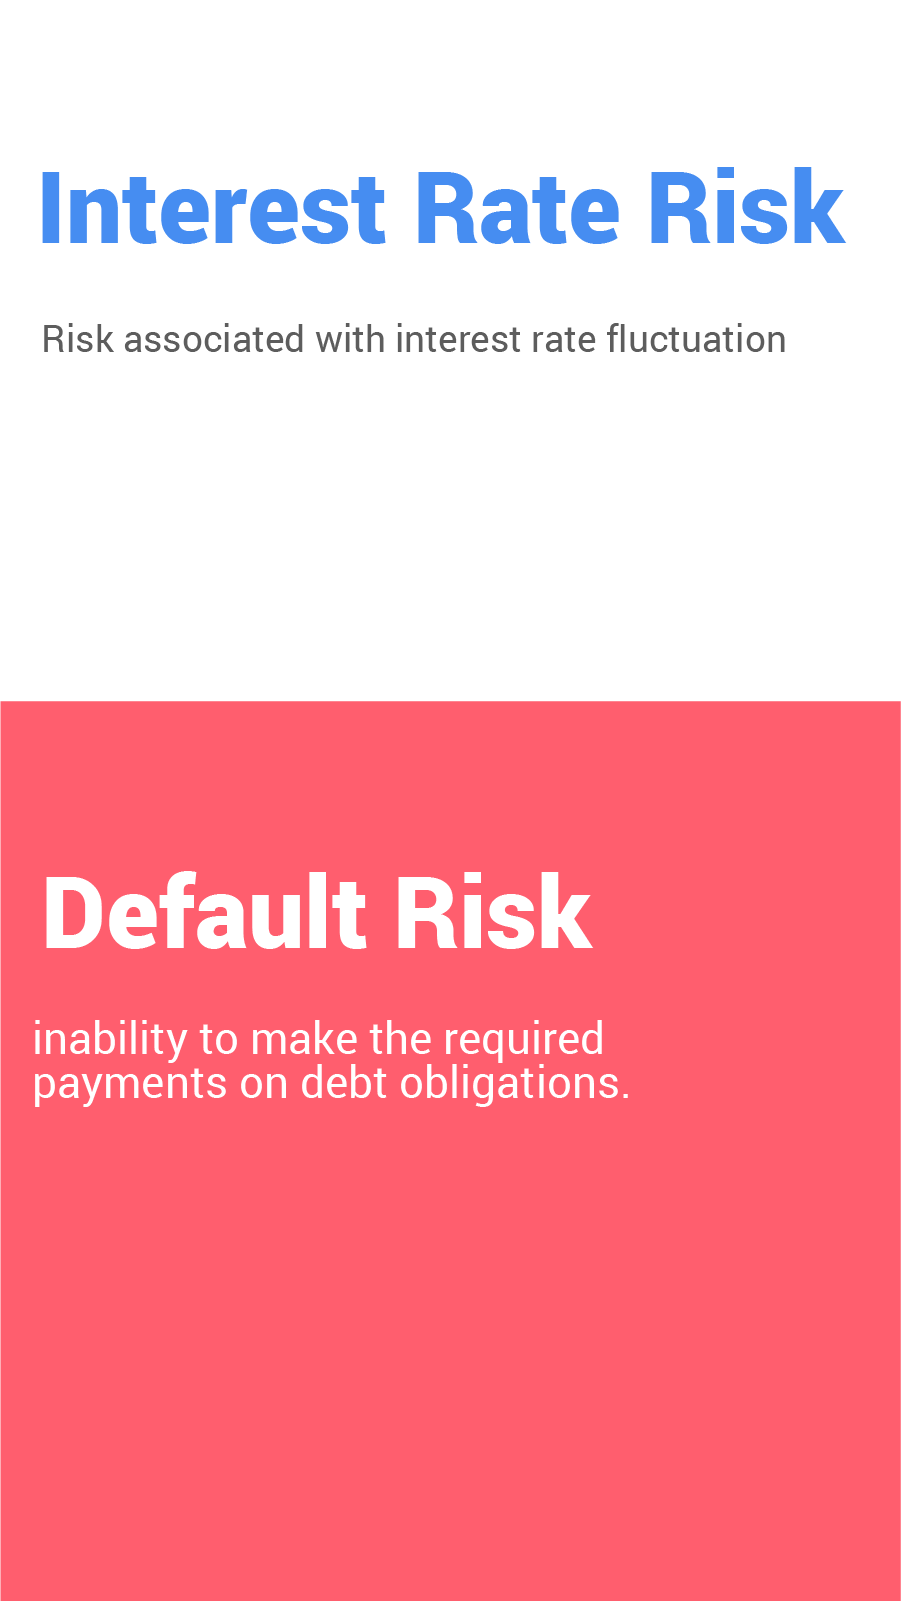 Interest Rate Risk
Risk associated with interest rate fluctuation
Default Risk
inability to make the required
payments on debt obligations.